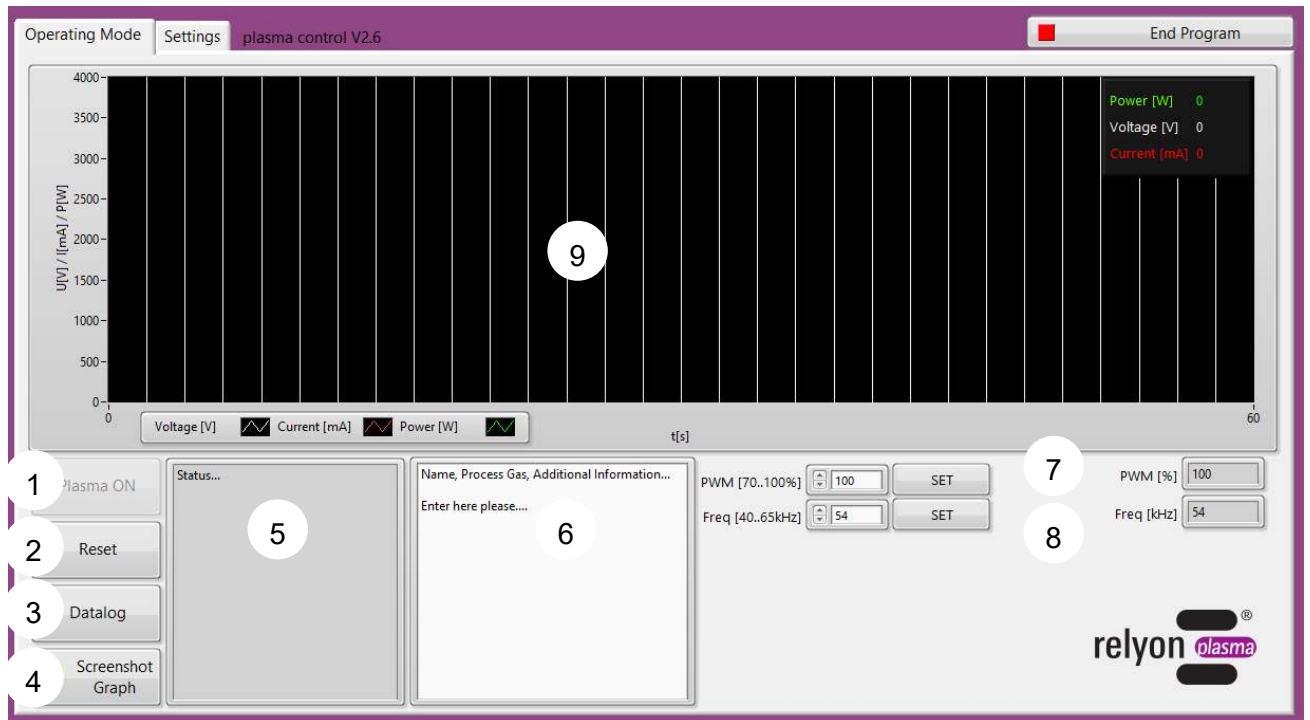 Operating Mode
Settings
plasma control V2.6
End Program
U[V] / I[mA] / P[W]
4000
3500
3000
2500
2000
1500
1000
500
0
Power [W] 0
Voltage [V] 0
Current [mA] 0
9
0
60
Voltage [V] Current [mA] Power [W]
t[s]
1 Plasma ON
2 Reset
3 Datalog
4 Screenshot
Graph
Status...
5
Name, Process Gas, Additional Information...
Enter here please....
6
PWM [70..100%] 100 SET
Freq [40..65kHz] 54 SET
7 PWM [%] 100
8 Freq [kHz] 54
relyon plasma ®